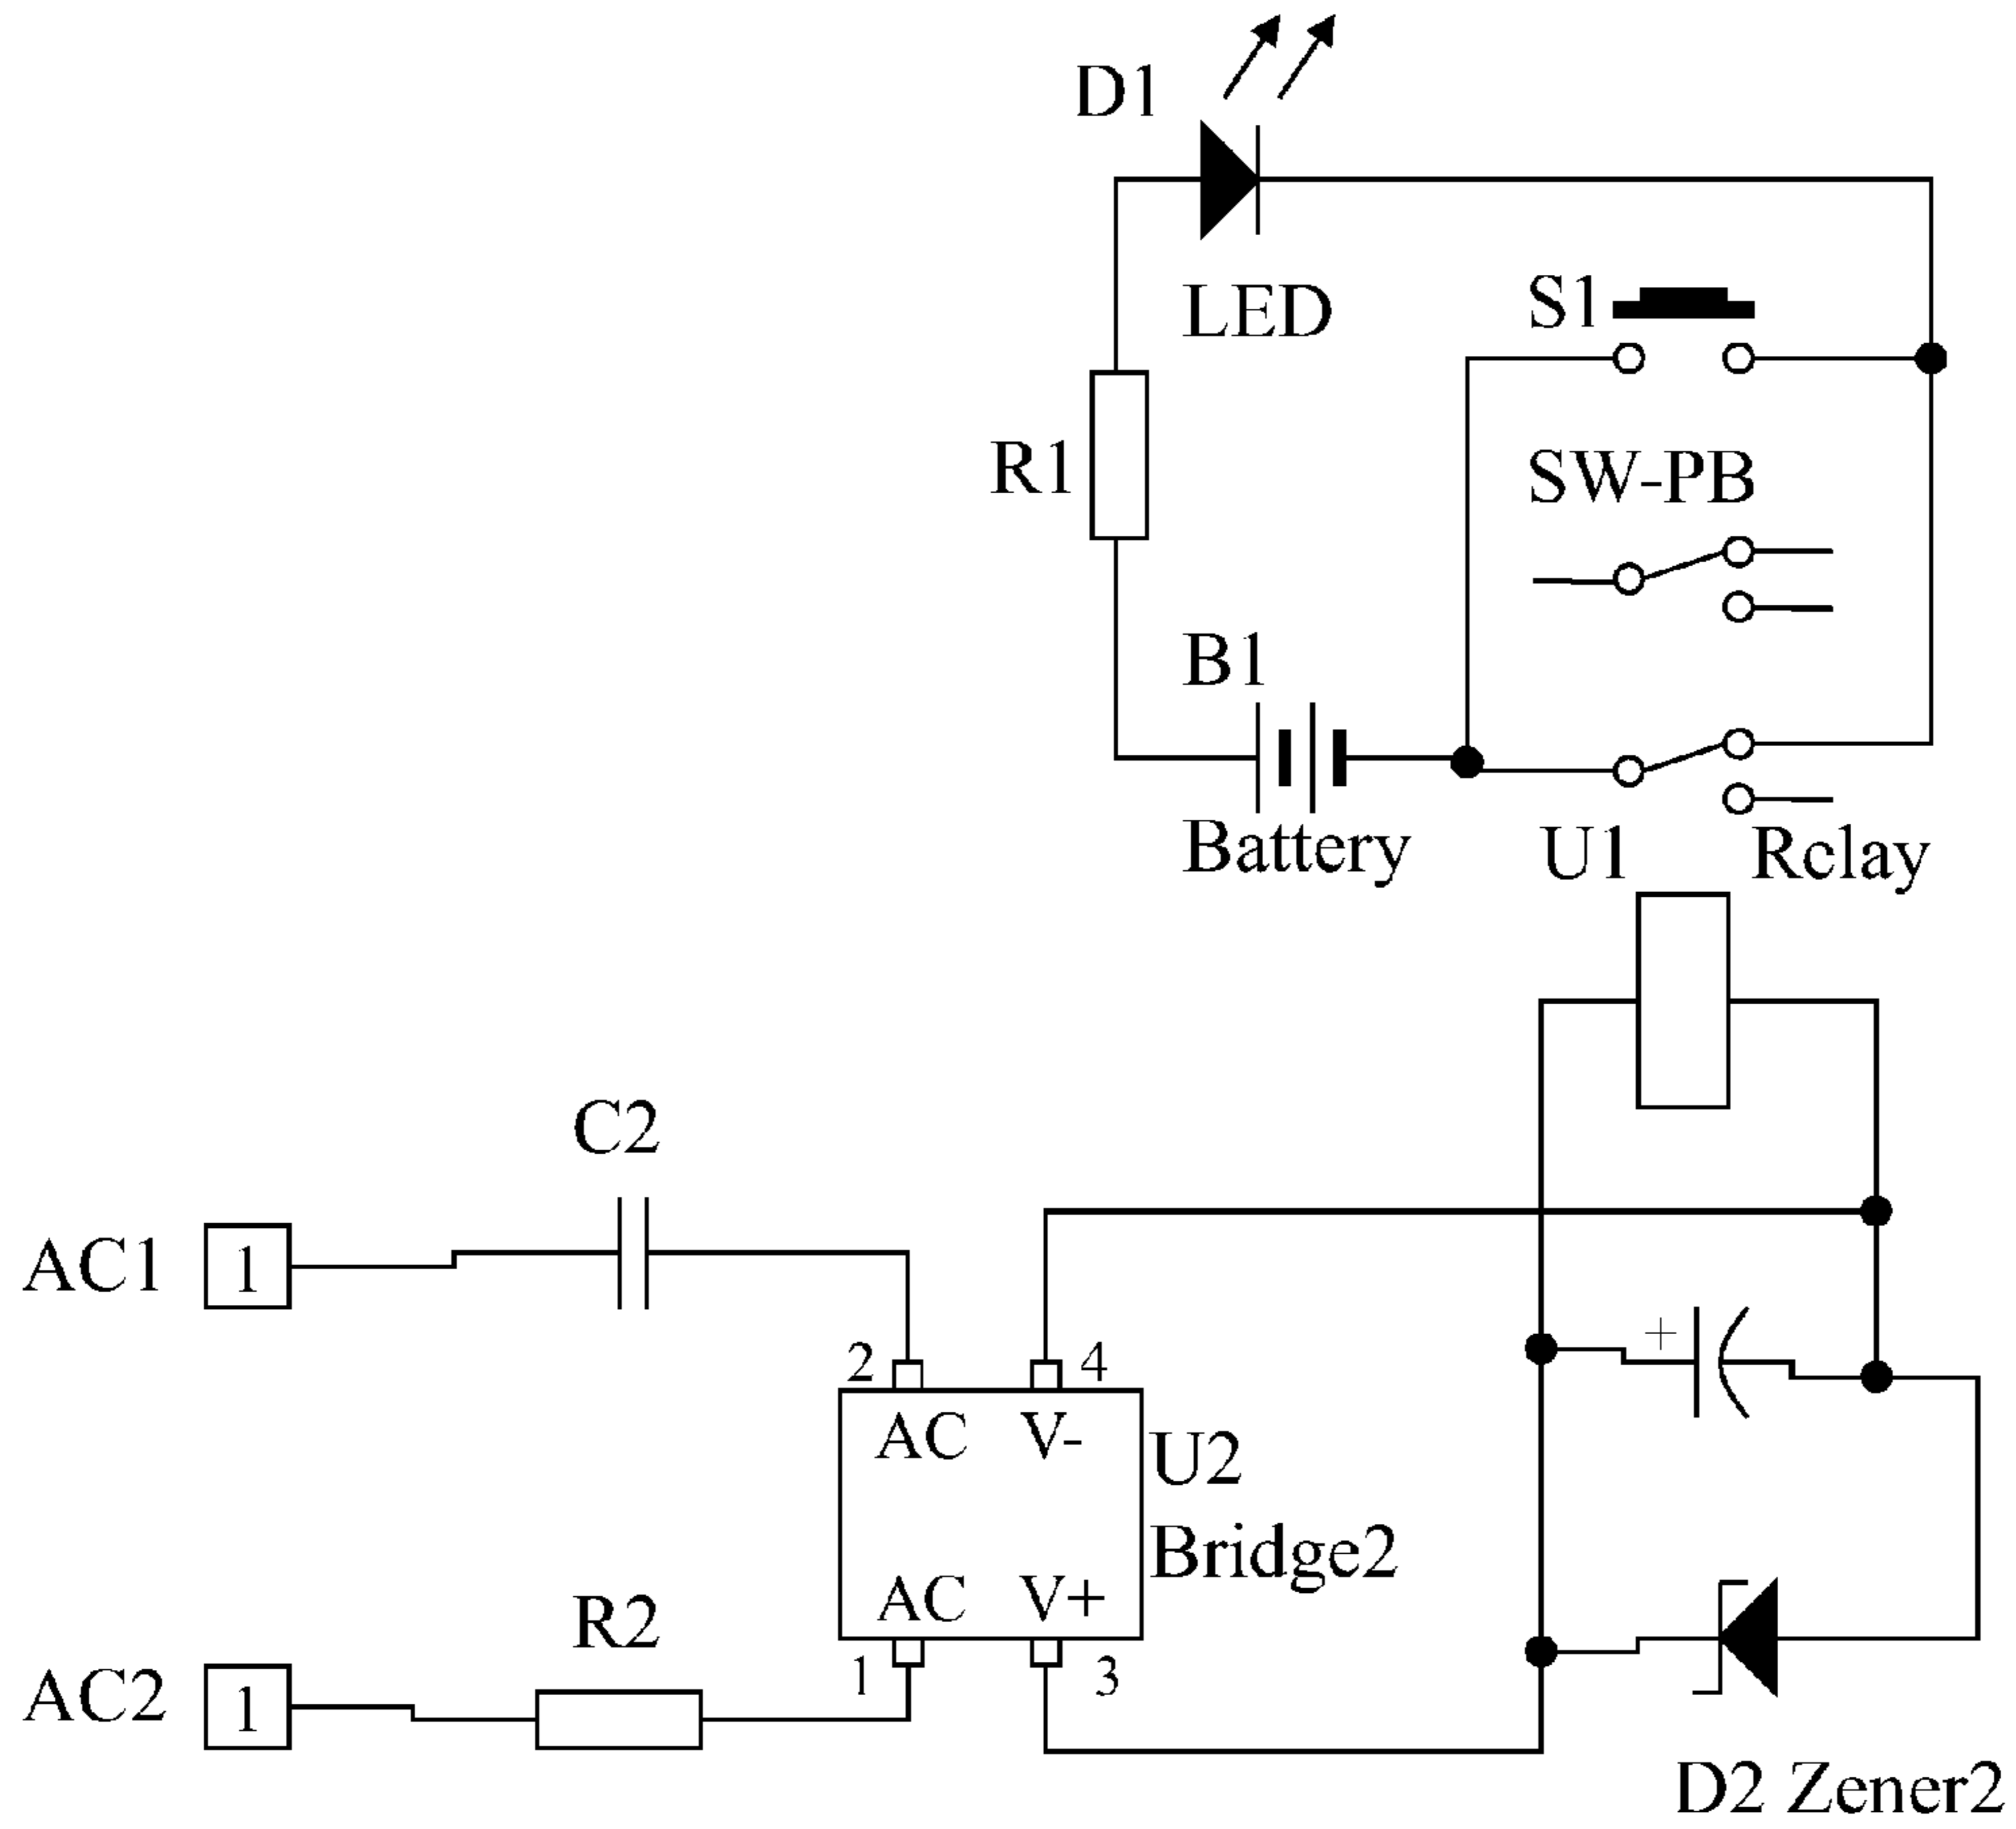 D1
LED
S1
R1
SW-PB
B1
Battery
U1
Rclay
C2
+
AC1
1
2
4
AC
V-
U2
Bridge2
AC
V+
R2
1
3
AC2
1
D2 Zener2